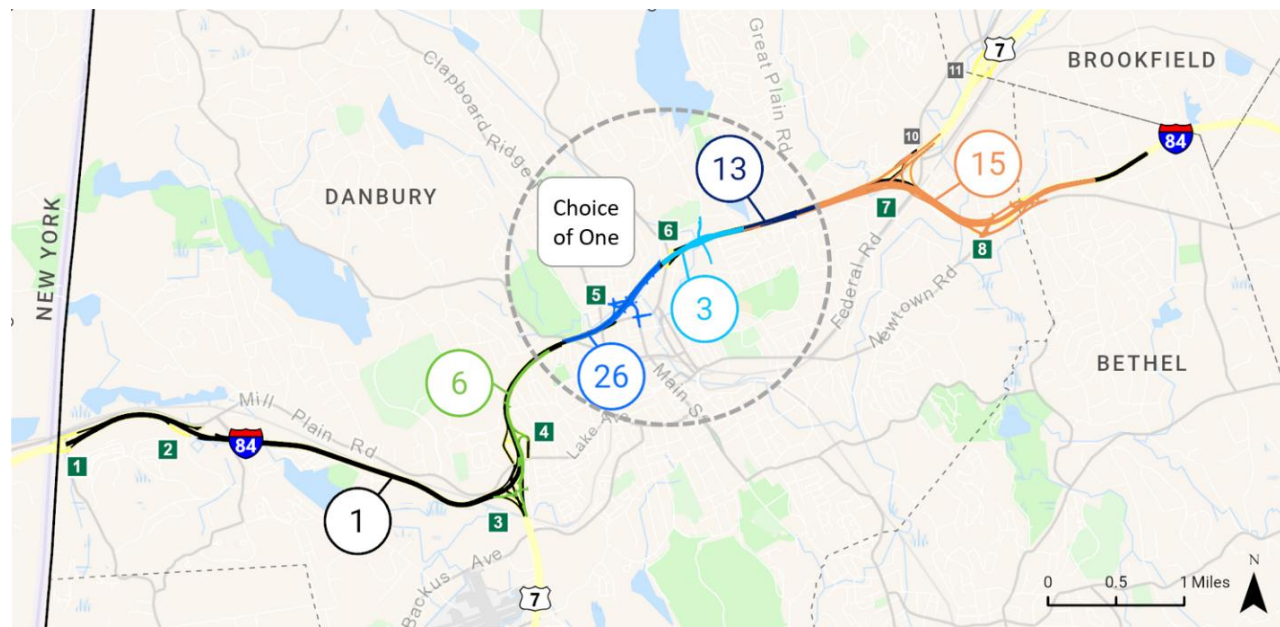 7
11
BROOKFIELD
Great Plain Rd
Clapboard Ridge
84
10
13
15
DANBURY
Choice
of One
6
7
8
NEW YORK
5
3
Federal Rd
Newtown Rd
BETHEL
26
6
Main S
Mill Plain Rd
4
Lake Ave
84
2
1
1
3
Backus Ave
7
N
0 0.5 1 Miles